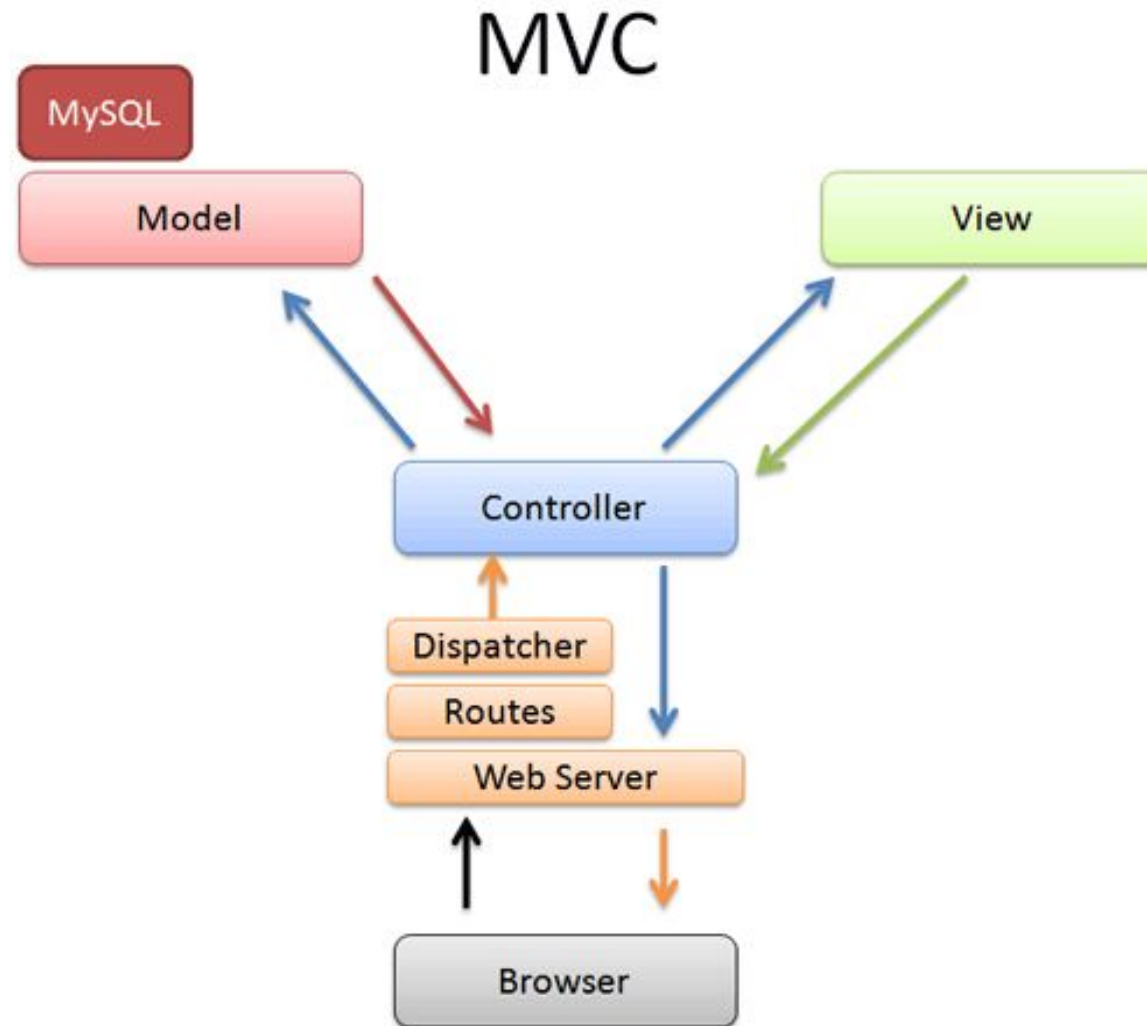 MVC
MySQL
Model
View
Controller
Dispatcher
Routes
Web Server
Browser